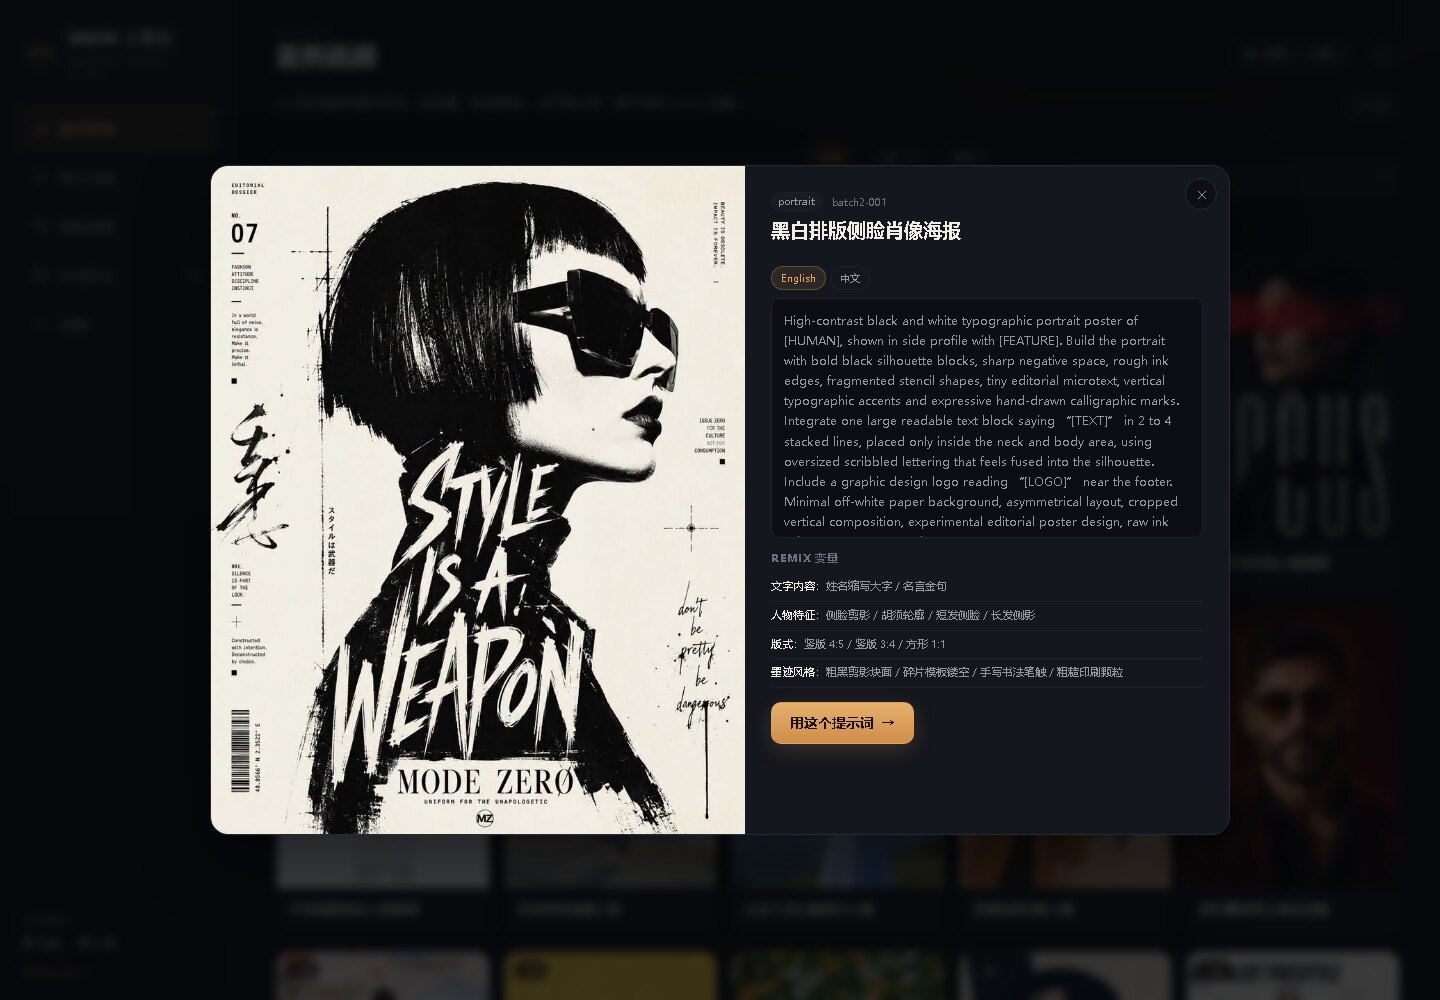 EDITORIAL
DOSSIER
NO.
07
FASHION
ATTITUDE
DISCIPLINE
INSTINCT
In a world
full of noise,
elegance is
resistance.
Make it
precise.
Make it
lethal.
001.
SILENCE
IS PART
OF THE
LOOK.
Constructed
with intention.
Deconstructed
by choice.
48.8566° N 2.3522° E
スタイルは武器だ
BEAUTY IS OBSOLETE
IMPACT IS FOREVER.
ISSUE ZERO
FOR THE
CULTURE
NOT FOR
CONSUMPTION
STYLE
IS A
WEAPON
don't
be
pretty
be
dangerous
MODE ZERØ
UNIFORM FOR THE UNAPOLOGETIC
MZ
portrait batch2-001
×
黑白排版侧脸肖像海报
English 中文
High-contrast black and white typographic portrait poster of
[HUMAN], shown in side profile with [FEATURE]. Build the portrait
with bold black silhouette blocks, sharp negative space, rough ink
edges, fragmented stencil shapes, tiny editorial microtext, vertical
typographic accents and expressive hand-drawn calligraphic marks.
Integrate one large readable text block saying “[TEXT]” in 2 to 4
stacked lines, placed only inside the neck and body area, using
oversized scribbled lettering that feels fused into the silhouette.
Include a graphic design logo reading “[LOGO]” near the footer.
Minimal off-white paper background, asymmetrical layout, cropped
vertical composition, experimental editorial poster design, raw ink
REMIX 变量
文字内容: 姓名缩写大字 / 名言金句
人物特征: 侧脸剪影 / 胡须轮廓 / 短发侧脸 / 长发侧影
版式: 竖版 4:5 / 竖版 3:4 / 方形 1:1
墨迹风格: 粗黑剪影块面 / 碎片模板镂空 / 手写书法笔触 / 粗糙印刷颗粒
用这个提示词 →